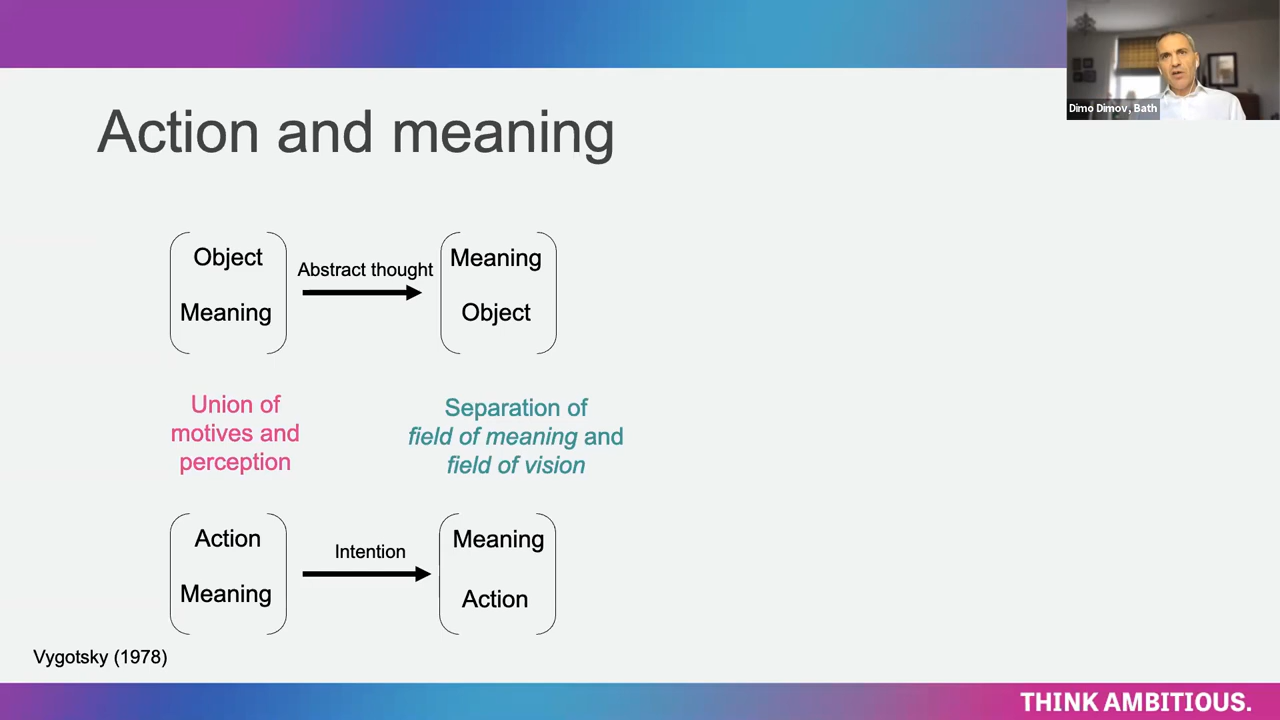 Dimo Dimov, Bath
Action and meaning
Object
Meaning
Abstract thought
Meaning
Object
Union of
motives and
perception
Separation of
field of meaning and
field of vision
Action
Meaning
Intention
Meaning
Action
Vygotsky (1978)
THINK AMBITIOUS.